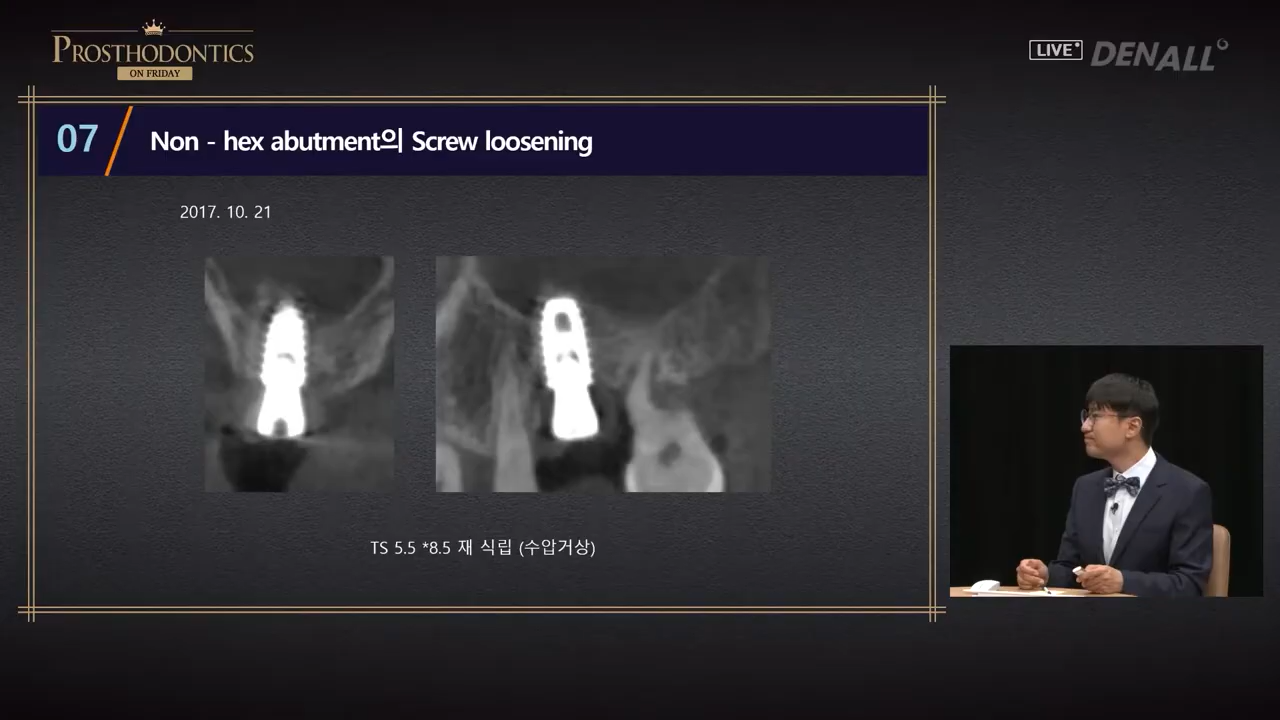 PROSTHODONTICS
ON FRIDAY
LIVE
DENALL
07
Non - hex abutment의 Screw loosening
2017. 10. 21
TS 5.5 *8.5 재 식립 (수압거상)